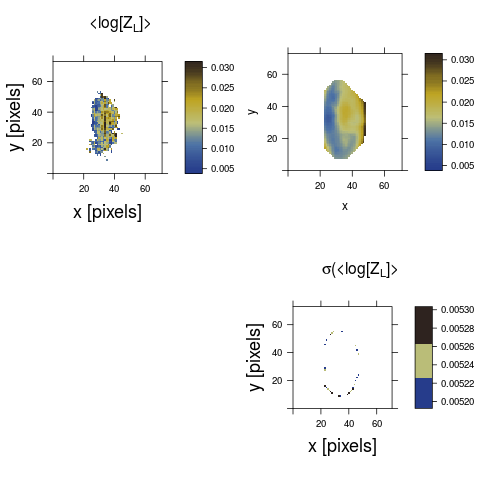 <log[Z_L]>
0.030
0.025
0.020
0.015
0.010
0.005
60
40
20
y [pixels]
20 40 60
x [pixels]
0.030
0.025
0.020
0.015
0.010
0.005
60
40
20
y
20 40 60
x
σ(<log[Z_L]>
0.00530
0.00528
0.00526
0.00524
0.00522
0.00520
60
40
20
y [pixels]
20 40 60
x [pixels]